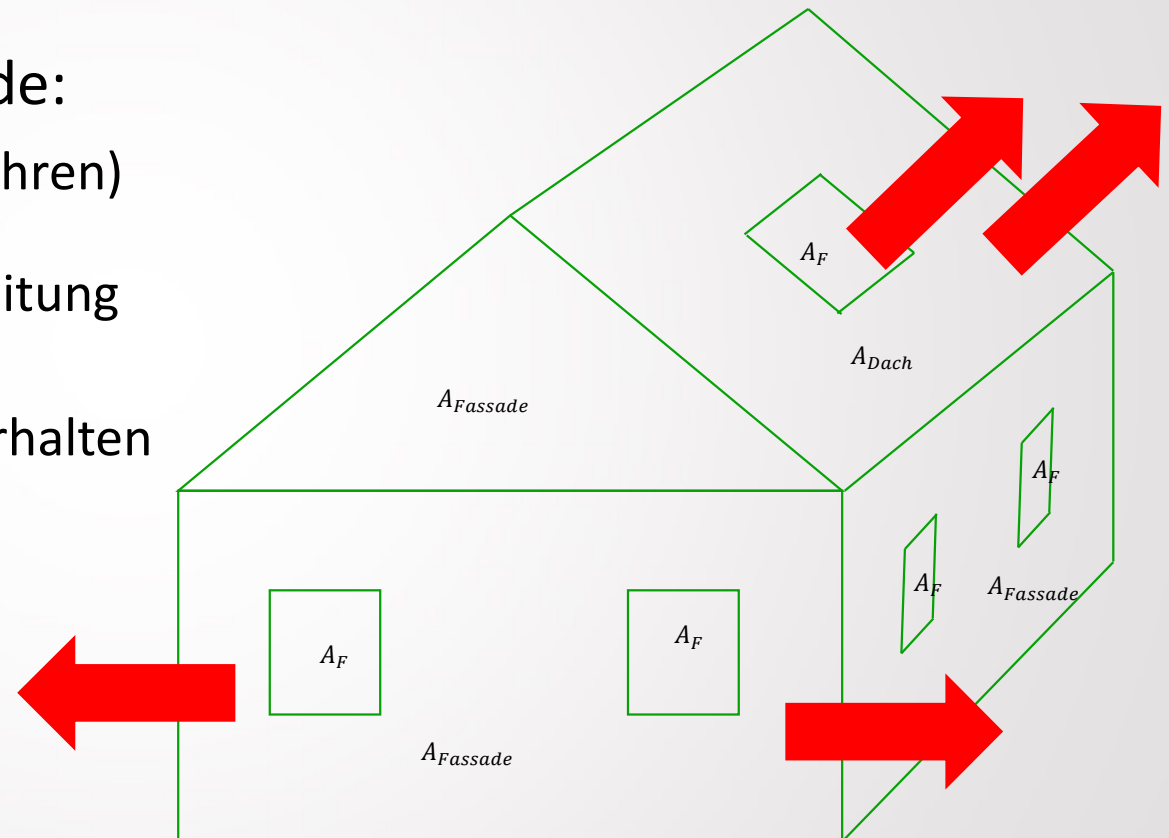 de:
hren)
itung
rhalten
A_F
A_Dach
A_Fassade
A_F
A_F
A_Fassade
A_F
A_F
A_Fassade